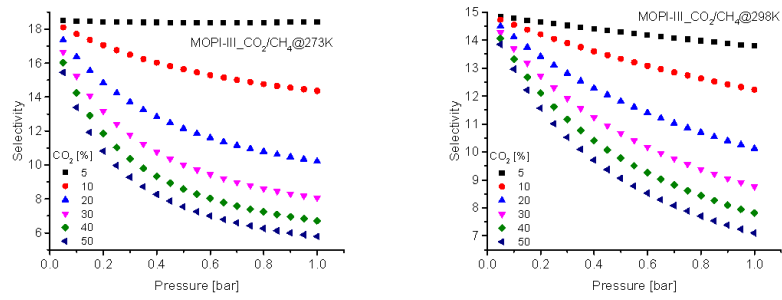 MOPI-III_CO₂/CH₄@273K
Selectivity
18
16
14
12
10
8
6
CO₂ [%]
5
10
20
30
40
50
0.0 0.2 0.4 0.6 0.8 1.0
Pressure [bar]
MOPI-III_CO₂/CH₄@298K
Selectivity
15
14
13
12
11
10
9
8
7
6
CO₂ [%]
5
10
20
30
40
50
0.0 0.2 0.4 0.6 0.8 1.0
Pressure [bar]